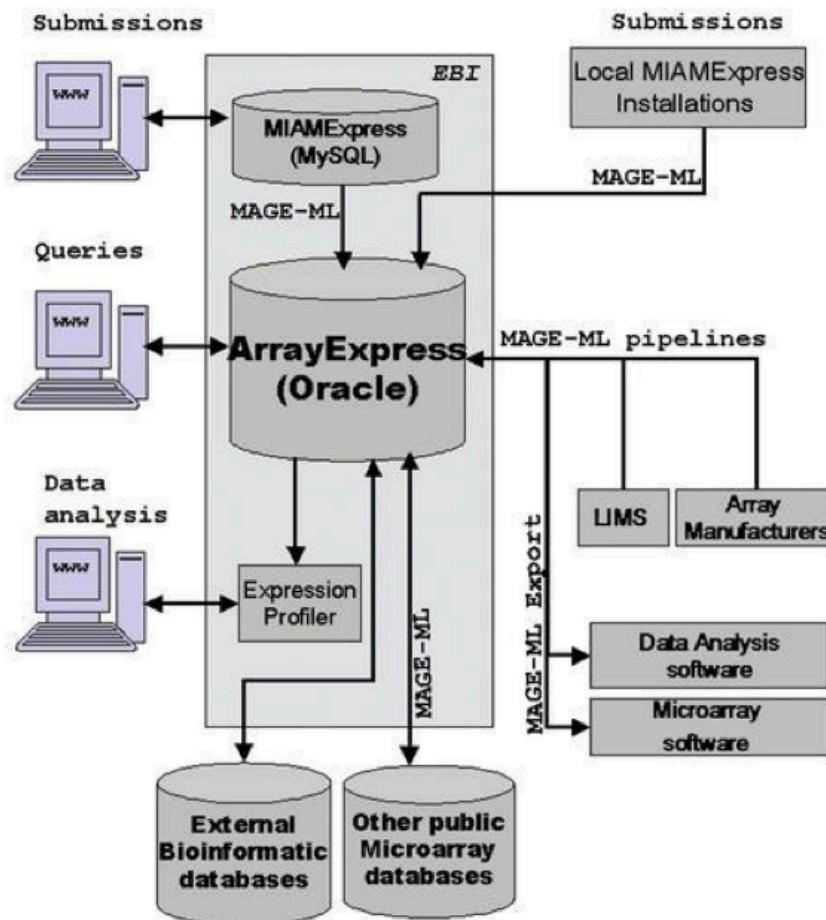 Submissions
Submissions
EBI
www
MIAMExpress
(MySQL)
Local MIAMExpress
Installations
MAGE-ML
MAGE-ML
Queries
www
ArrayExpress
(Oracle)
MAGE-ML pipelines
Data
analysis
www
Expression
Profiler
MAGE-ML
MAGE-ML Export
LIMS
Array
Manufacturers
Data Analysis
software
Microarray
software
External
Bioinformatic
databases
Other public
Microarray
databases